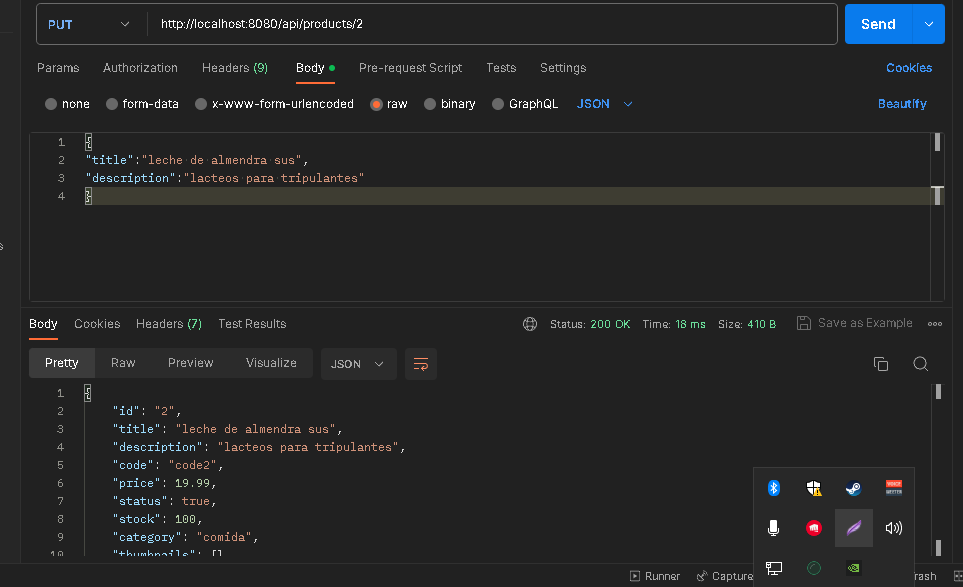 PUT http://localhost:8080/api/products/2 Send
Params Authorization Headers (9) Body Pre-request Script Tests Settings Cookies
none form-data x-www-form-urlencoded raw binary GraphQL JSON Beautify
1 {
2 "title":"leche de almendra sus",
3 "description":"lacteos para tripulantes"
4 }
s
Body Cookies Headers (7) Test Results Status: 200 OK Time: 18 ms Size: 410 B Save as Example
Pretty Raw Preview Visualize JSON
1 {
2 "id": "2",
3 "title": "leche de almendra sus",
4 "description": "lacteos para tripulantes",
5 "code": "code2",
6 "price": 19.99,
7 "status": true,
8 "stock": 100,
9 "category": "comida",
10 "thumbnails": []
Runner Capture rash